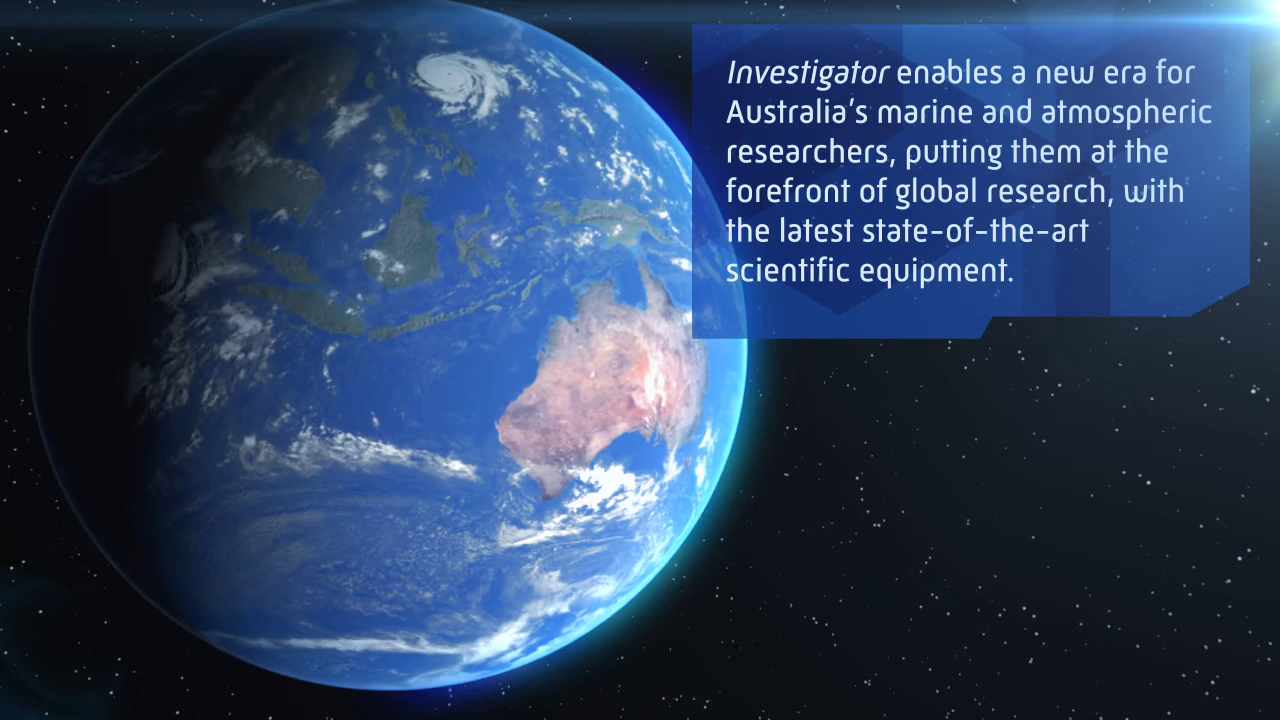 Investigator enables a new era for
Australia's marine and atmospheric
researchers, putting them at the
forefront of global research, with
the latest state-of-the-art
scientific equipment.